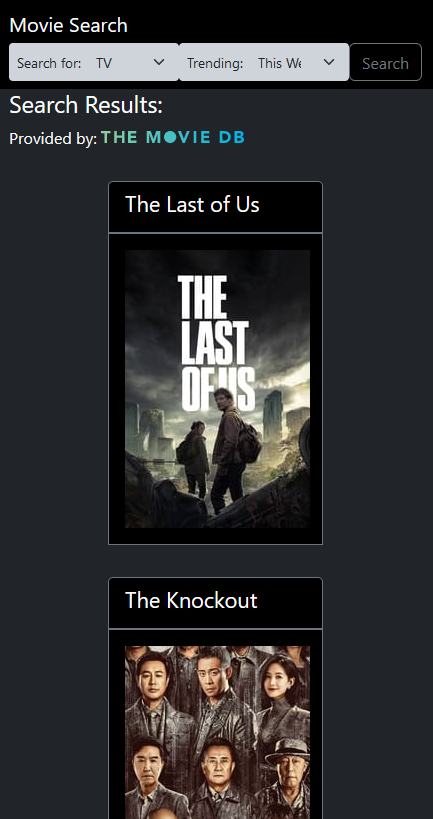 Movie Search
Search for: TV Trending: This We Search
Search Results:
Provided by: THE MOVIE DB
The Last of Us
THE
LAST
OF US
The Knockout